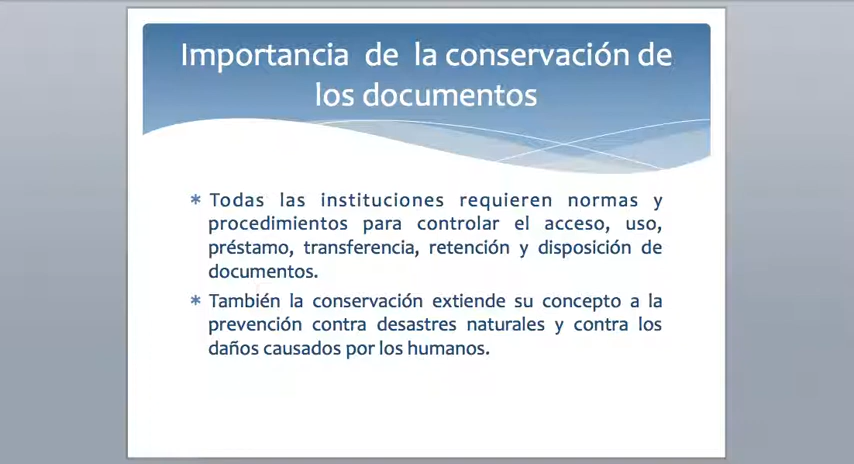 Importancia de la conservación de
los documentos
* Todas las instituciones requieren normas y
procedimientos para controlar el acceso, uso,
préstamo, transferencia, retención y disposición de
documentos.
* También la conservación extiende su concepto a la
prevención contra desastres naturales y contra los
daños causados por los humanos.